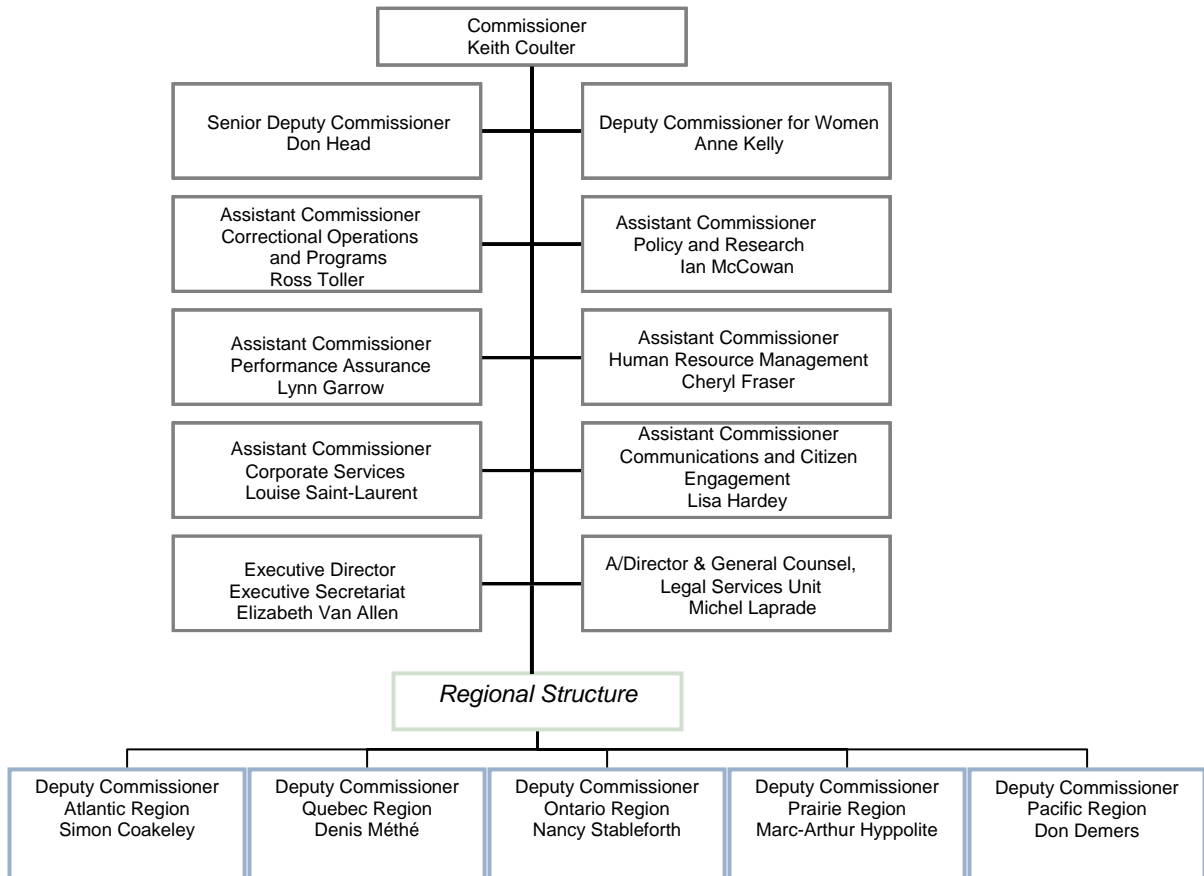 Commissioner
Keith Coulter
Senior Deputy Commissioner
Don Head
Deputy Commissioner for Women
Anne Kelly
Assistant Commissioner
Correctional Operations
and Programs
Ross Toller
Assistant Commissioner
Policy and Research
Ian McCowan
Assistant Commissioner
Performance Assurance
Lynn Garrow
Assistant Commissioner
Human Resource Management
Cheryl Fraser
Assistant Commissioner
Corporate Services
Louise Saint-Laurent
Assistant Commissioner
Communications and Citizen
Engagement
Lisa Hardey
Executive Director
Executive Secretariat
Elizabeth Van Allen
A/Director & General Counsel,
Legal Services Unit
Michel Laprade
Regional Structure
Deputy Commissioner
Atlantic Region
Simon Coakeley
Deputy Commissioner
Quebec Region
Denis Méthé
Deputy Commissioner
Ontario Region
Nancy Stableforth
Deputy Commissioner
Prairie Region
Marc-Arthur Hyppolite
Deputy Commissioner
Pacific Region
Don Demers